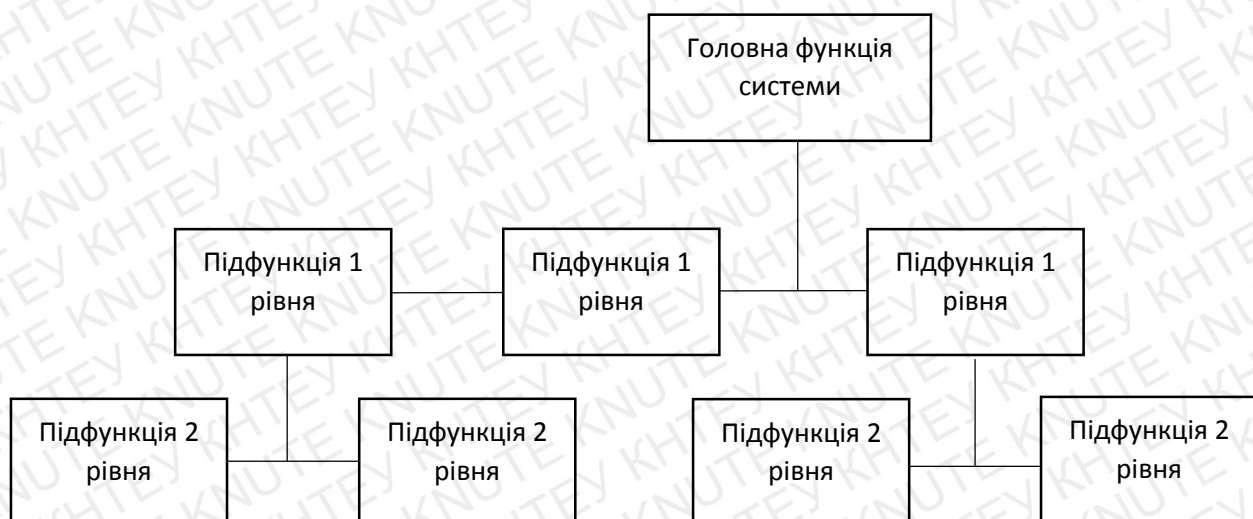 Головна функція
системи
Підфункція 1
рівня
Підфункція 1
рівня
Підфункція 1
рівня
Підфункція 2
рівня
Підфункція 2
рівня
Підфункція 2
рівня
Підфункція 2
рівня